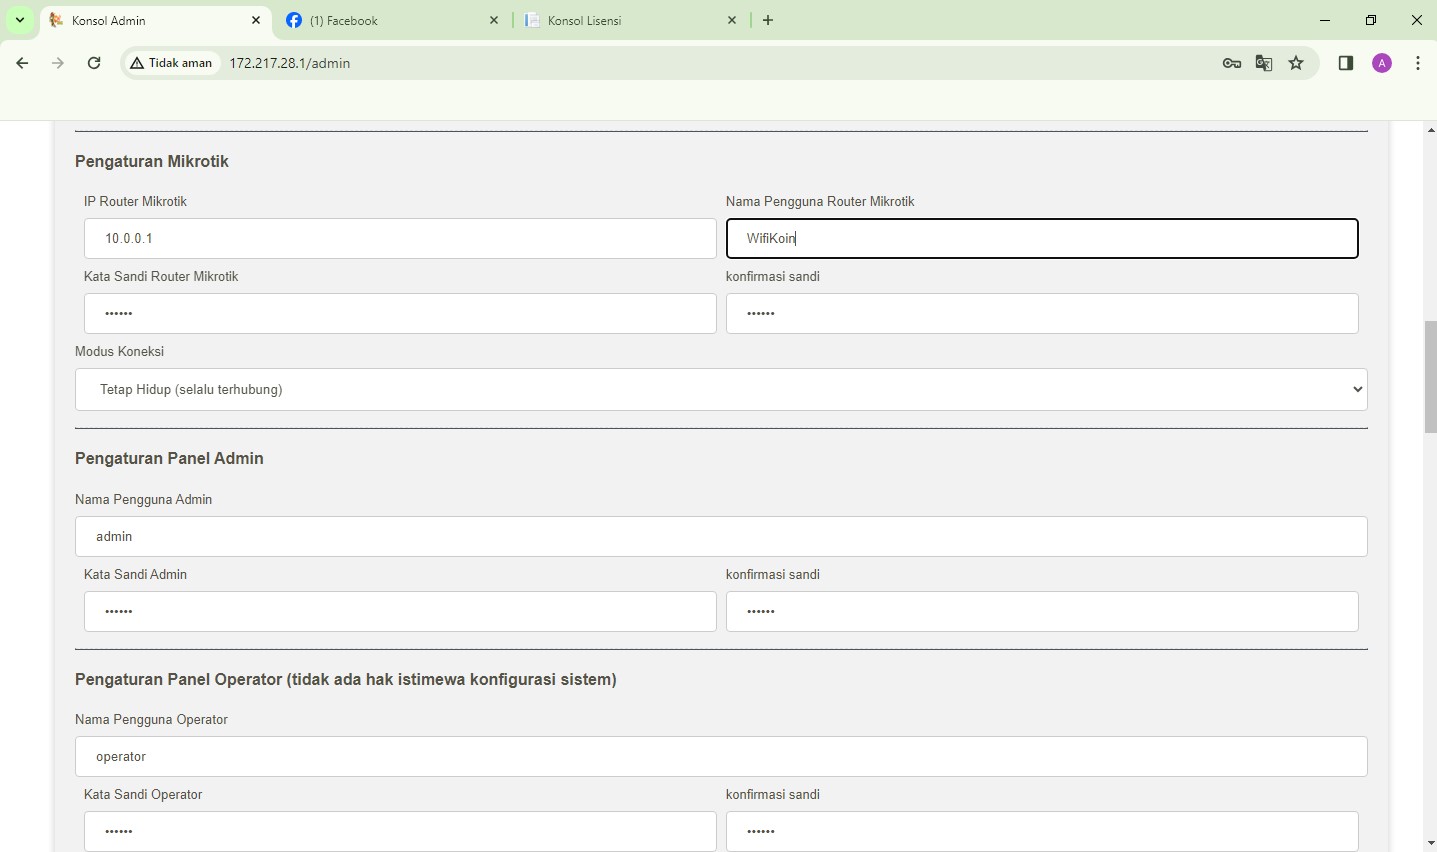 Konsol Admin
(1) Facebook
Konsol Lisensi
Tidak aman
172.217.28.1/admin
A
Pengaturan Mikrotik
IP Router Mikrotik
Nama Pengguna Router Mikrotik
10.0.0.1
WifiKoin
Kata Sandi Router Mikrotik
konfirmasi sandi
••••••
••••••
Modus Koneksi
Tetap Hidup (selalu terhubung)
Pengaturan Panel Admin
Nama Pengguna Admin
admin
Kata Sandi Admin
konfirmasi sandi
••••••
••••••
Pengaturan Panel Operator (tidak ada hak istimewa konfigurasi sistem)
Nama Pengguna Operator
operator
Kata Sandi Operator
konfirmasi sandi
••••••
••••••